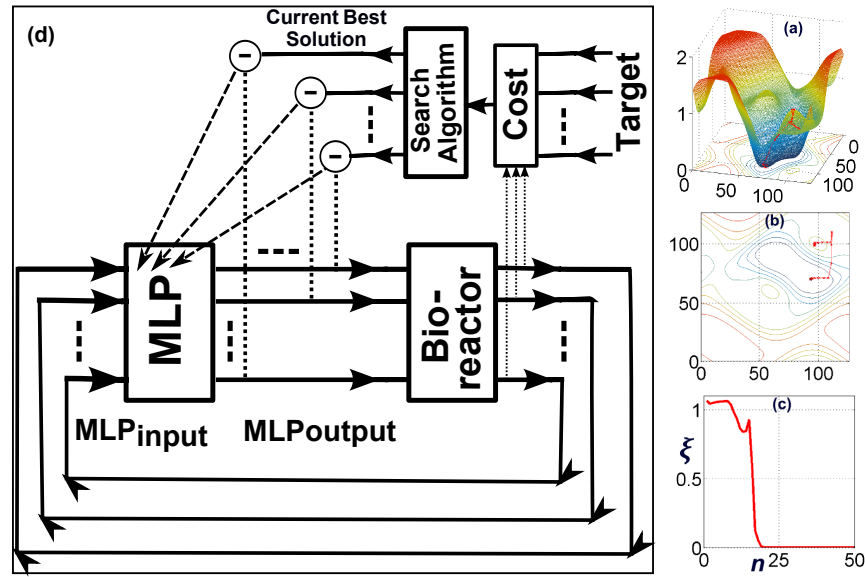 (d)
Current Best
Solution
Search
Algorithm
Cost
Target
MLP
Bio-
reactor
MLPinput
MLPoutput
(a)
2
1
0
0
50
100
0
50
100
(b)
100
50
0
0
50
100
(c)
1
ξ
0.5
0
0
n
25
50